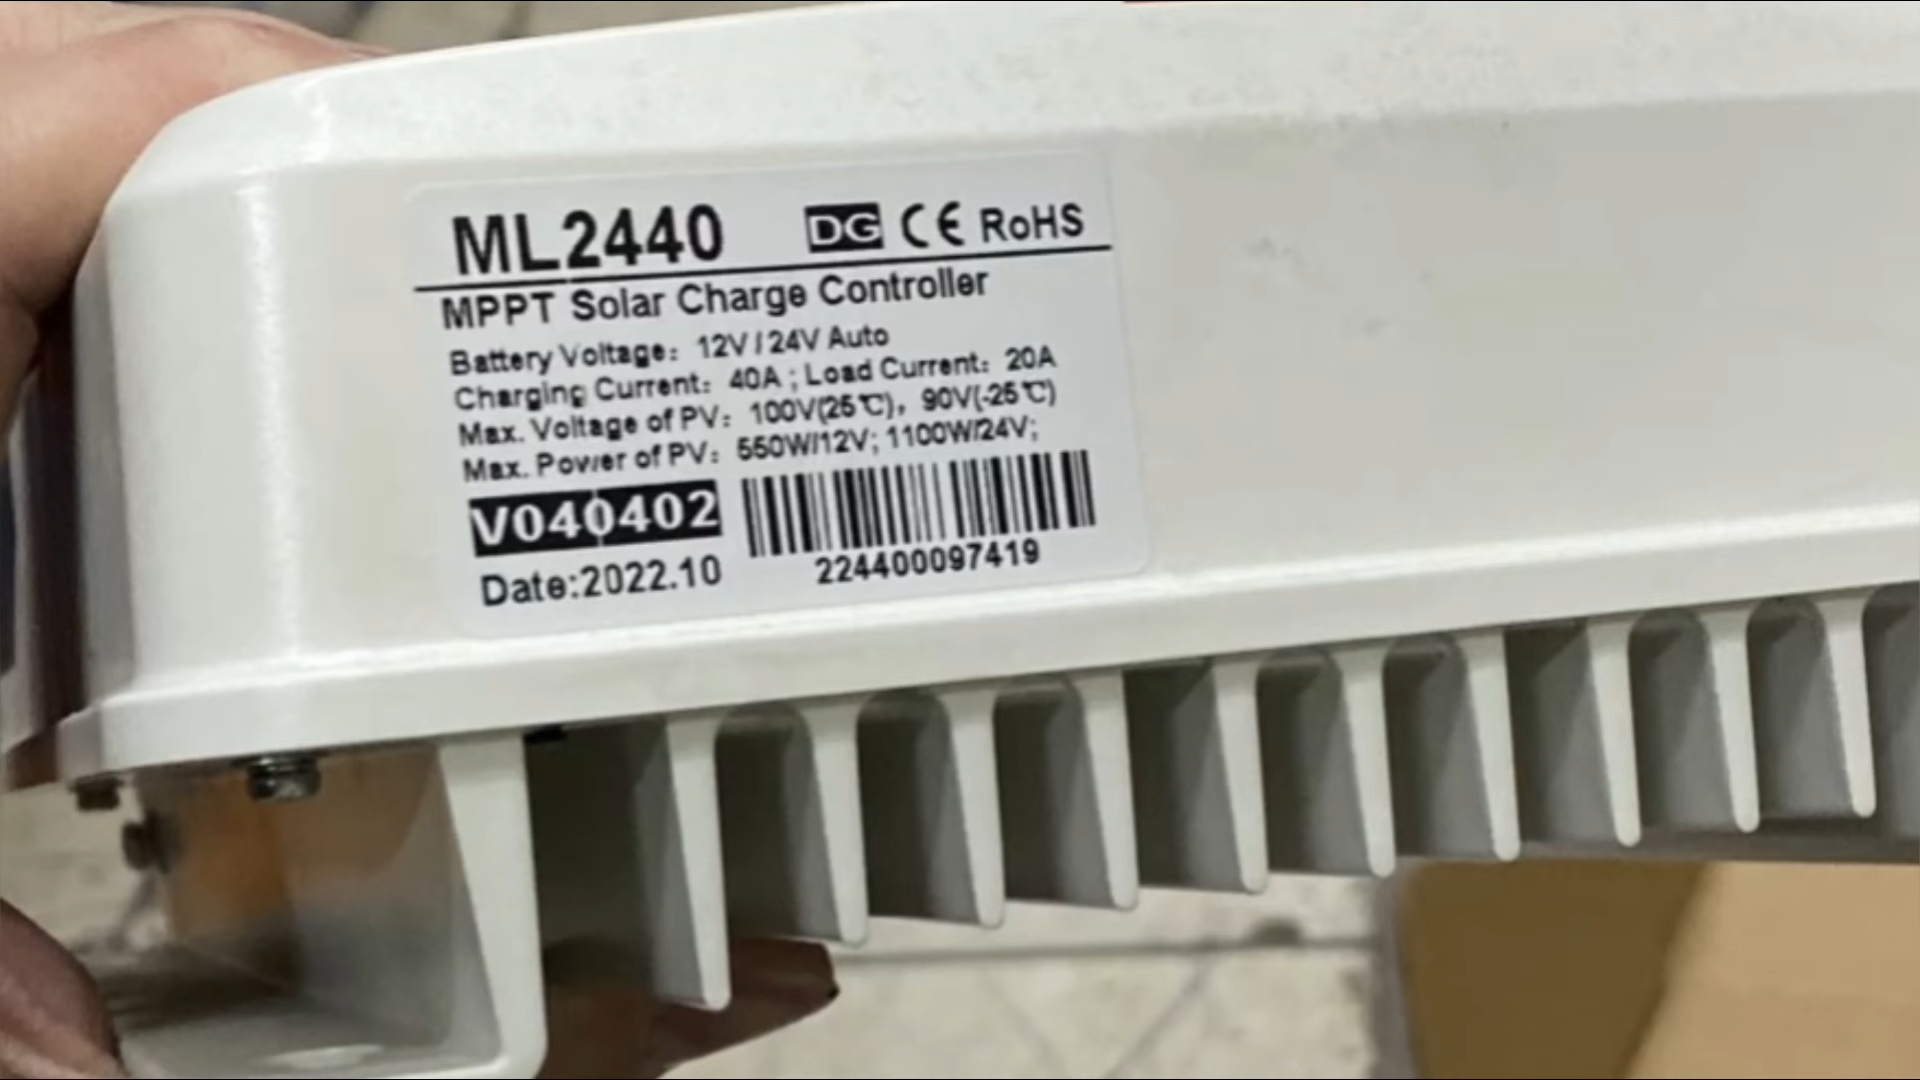 ML2440 DG CE RoHS
MPPT Solar Charge Controller
Battery Voltage: 12V / 24V Auto
Charging Current: 40A ; Load Current: 20A
Max. Voltage of PV: 100V(25℃), 90V(-25℃)
Max. Power of PV: 550W/12V; 1100W/24V;
V040402
Date:2022.10
224400097419